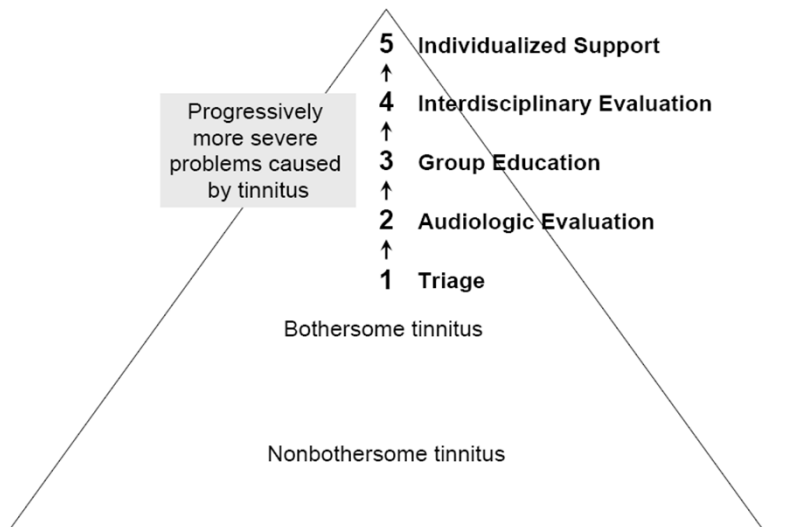 5 Individualized Support
↑
4 Interdisciplinary Evaluation
Progressively
more severe
problems caused
by tinnitus
↑
3 Group Education
↑
2 Audiologic Evaluation
↑
1 Triage
Bothersome tinnitus
Nonbothersome tinnitus